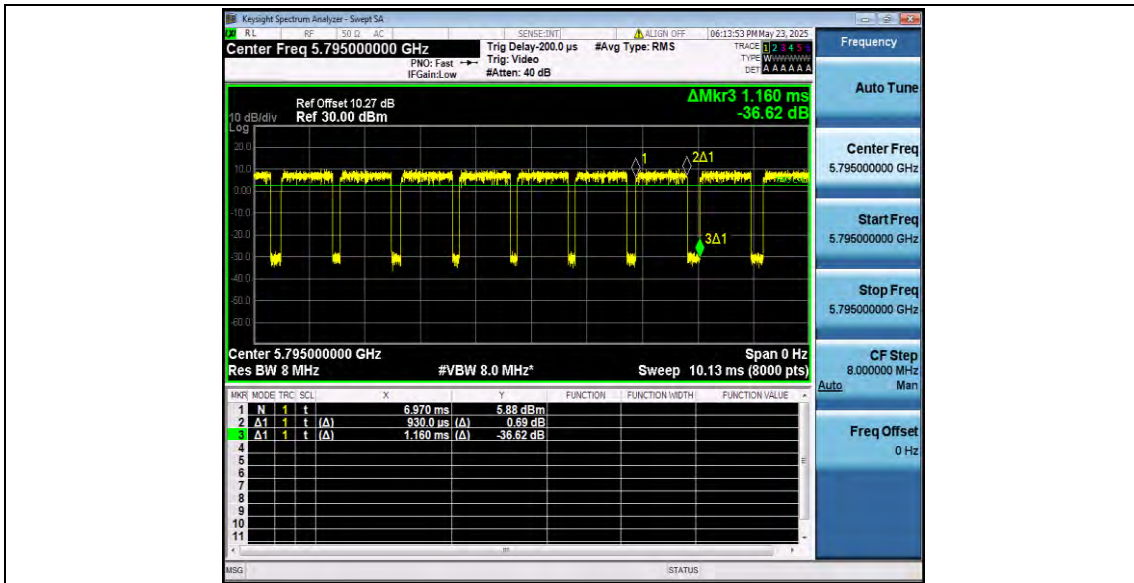 Keysight Spectrum Analyzer - Swept SA
RL RF 50 Ω AC SENSE:INT ALIGN OFF 06:13:53 PM May 23, 2025
Center Freq 5.795000000 GHz
PNO: Fast
IFGain:Low
Trig Delay-200.0 µs
Trig: Video
#Atten: 40 dB
#Avg Type: RMS
TRACE 1 2 3 4 5 6
TYPE WWWWWW
DET A A A A A A
ΔMkr3 1.160 ms
-36.62 dB
Ref Offset 10.27 dB
10 dB/div Ref 30.00 dBm
Log
20.0
10.0
0.00
-10.0
-20.0
-30.0
-40.0
-50.0
-60.0
1
2Δ1
3Δ1
Center 5.795000000 GHz Span 0 Hz
Res BW 8 MHz #VBW 8.0 MHz* Sweep 10.13 ms (8000 pts)
MKR MODE TRC SCL X Y FUNCTION FUNCTION WIDTH FUNCTION VALUE
1 N 1 t 6.970 ms 5.88 dBm
2 Δ1 1 t (Δ) 930.0 µs (Δ) 0.69 dB
3 Δ1 1 t (Δ) 1.160 ms (Δ) -36.62 dB
4
5
6
7
8
9
10
11
MSG STATUS
Frequency
Auto Tune
Center Freq
5.795000000 GHz
Start Freq
5.795000000 GHz
Stop Freq
5.795000000 GHz
CF Step
8.000000 MHz
Auto Man
Freq Offset
0 Hz